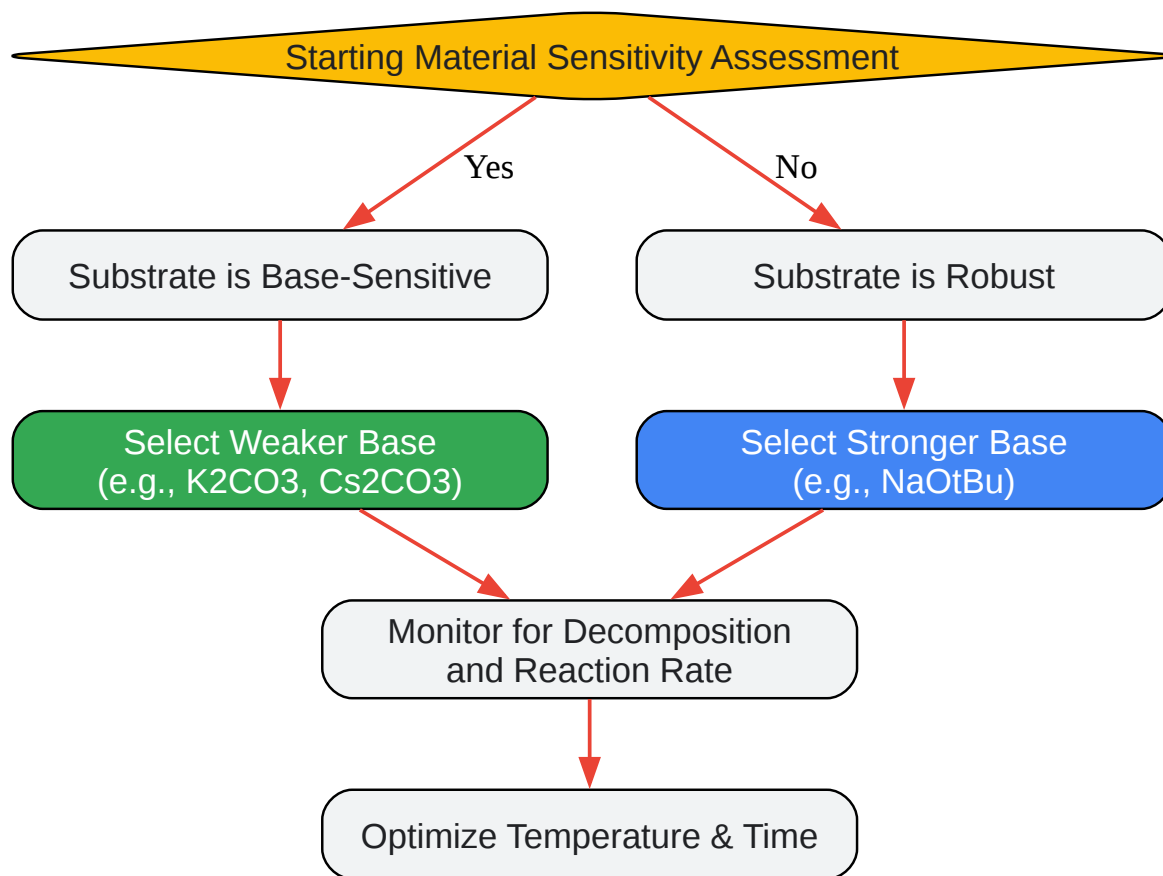 Starting Material Sensitivity Assessment
Yes
No
Substrate is Base-Sensitive
Substrate is Robust
Select Weaker Base
(e.g., K2CO3, Cs2CO3)
Select Stronger Base
(e.g., NaOtBu)
Monitor for Decomposition
and Reaction Rate
Optimize Temperature & Time